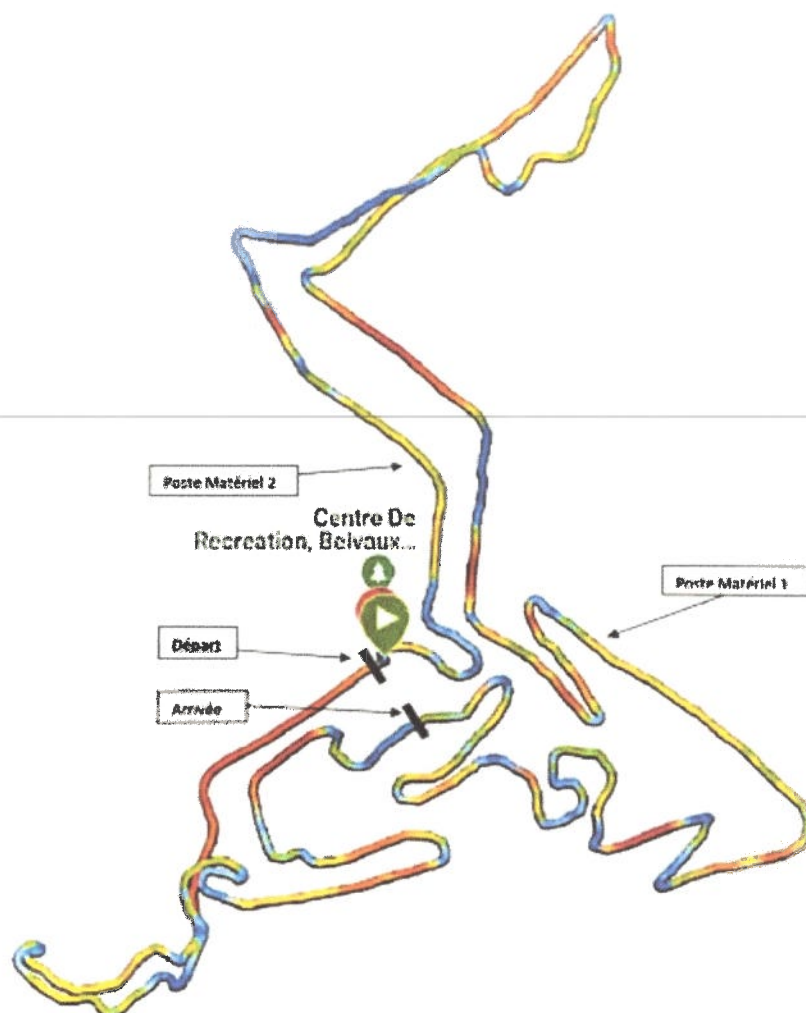 Poste Matériel 2
Centre De
Recreation, Belvaux...
Poste Matériel 1
Départ
Arrivée